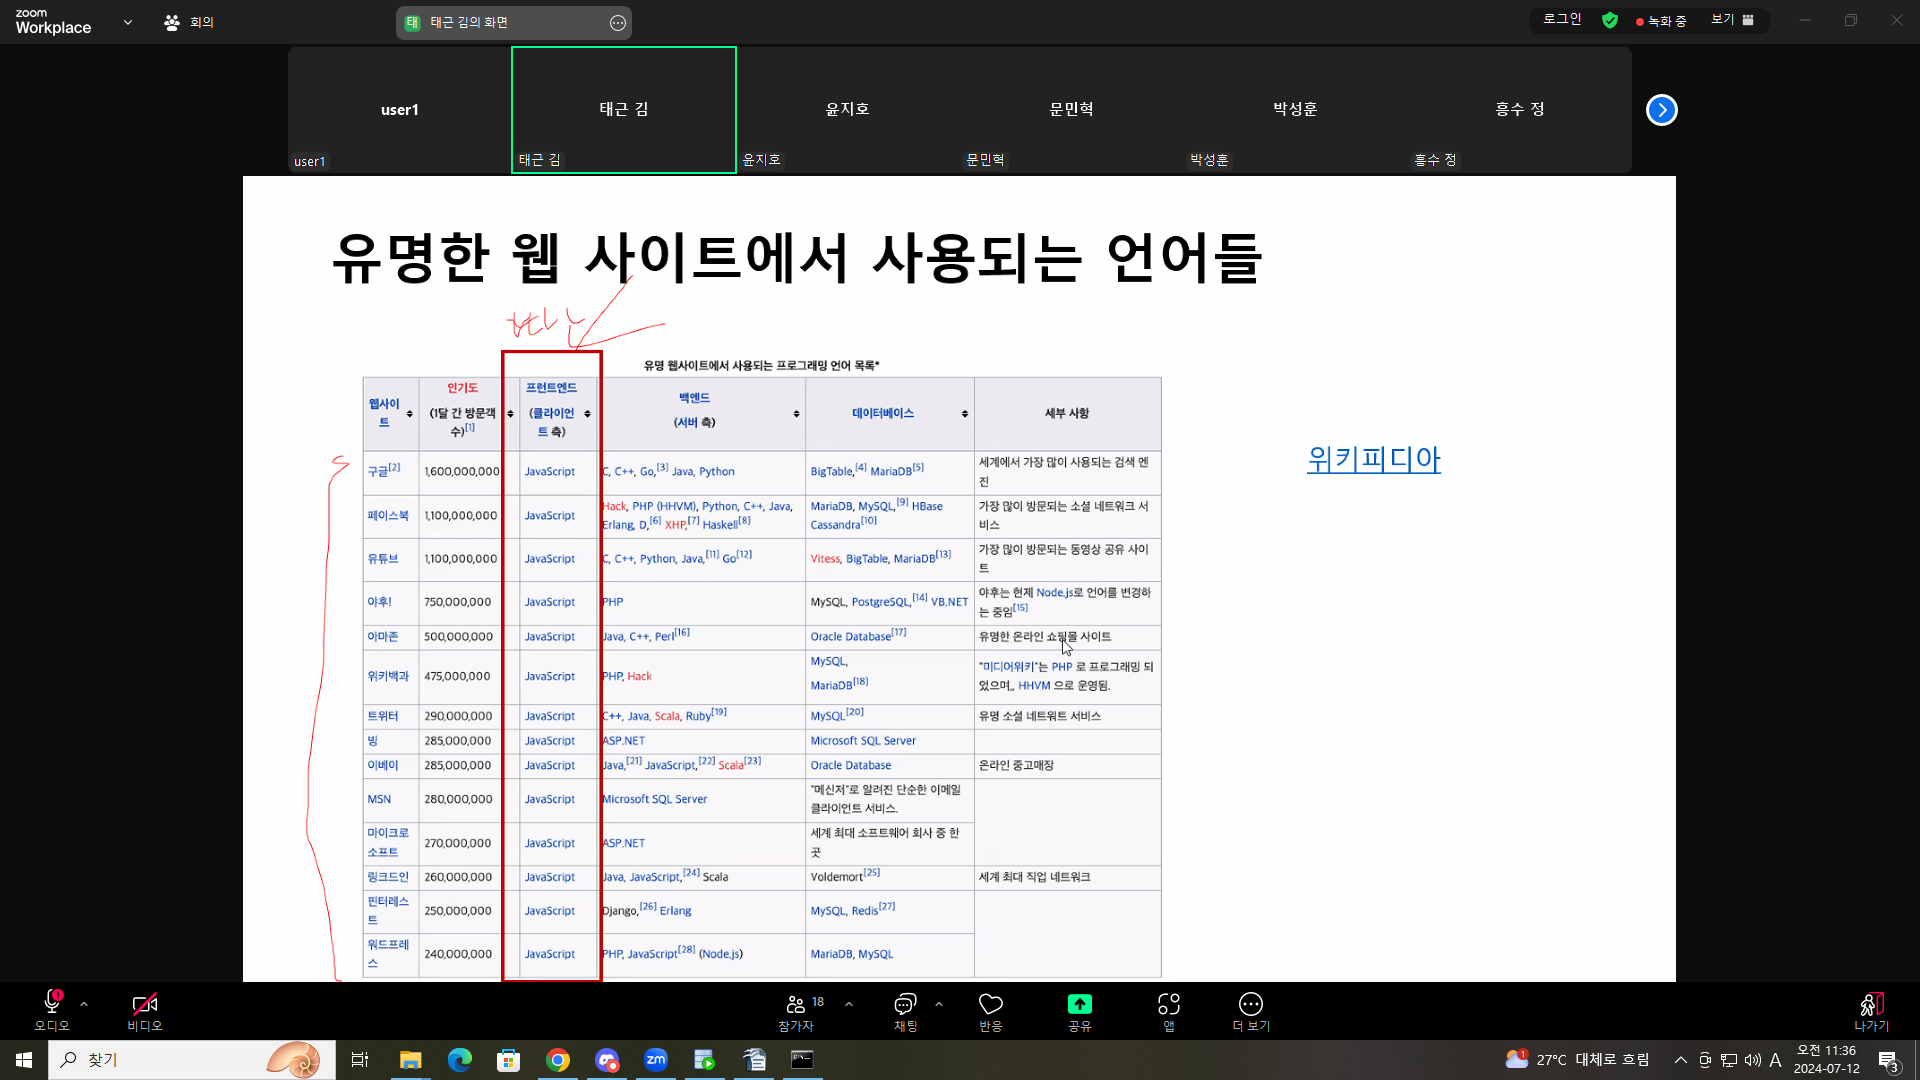 zoom
Workplace
회의
태 태근 김의 화면
로그인
녹화 중
보기
user1
태근 김
윤지호
문민혁
박성훈
흥수 정
user1
태근 김
윤지호
문민혁
박성훈
흥수 정
유명한 웹 사이트에서 사용되는 언어들
유명 웹사이트에서 사용되는 프로그래밍 언어 목록*
웹사이트 인기도 (1달 간 방문객 수)[1] 프런트엔드 (클라이언트 측) 백엔드 (서버 측) 데이터베이스 세부 사항
구글[2] 1,600,000,000 JavaScript C, C++, Go,[3] Java, Python BigTable,[4] MariaDB[5] 세계에서 가장 많이 사용되는 검색 엔진
페이스북 1,100,000,000 JavaScript Hack, PHP (HHVM), Python, C++, Java, Erlang, D,[6] XHP,[7] Haskell[8] MariaDB, MySQL,[9] HBase Cassandra[10] 가장 많이 방문되는 소셜 네트워크 서비스
유튜브 1,100,000,000 JavaScript C, C++, Python, Java,[11] Go[12] Vitess, BigTable, MariaDB[13] 가장 많이 방문되는 동영상 공유 사이트
야후! 750,000,000 JavaScript PHP MySQL, PostgreSQL,[14] VB.NET 야후는 현재 Node.js로 언어를 변경하는 중임[15]
아마존 500,000,000 JavaScript Java, C++, Perl[16] Oracle Database[17] 유명한 온라인 쇼핑몰 사이트
위키백과 475,000,000 JavaScript PHP, Hack MySQL, MariaDB[18] "미디어위키"는 PHP 로 프로그래밍 되었으며,, HHVM 으로 운영됨.
트위터 290,000,000 JavaScript C++, Java, Scala, Ruby[19] MySQL[20] 유명 소셜 네트워트 서비스
빙 285,000,000 JavaScript ASP.NET Microsoft SQL Server
이베이 285,000,000 JavaScript Java,[21] JavaScript,[22] Scala[23] Oracle Database 온라인 중고매장
MSN 280,000,000 JavaScript Microsoft SQL Server "메신저"로 알려진 단순한 이메일 클라이언트 서비스.
마이크로소프트 270,000,000 JavaScript ASP.NET 세계 최대 소프트웨어 회사 중 한 곳
링크드인 260,000,000 JavaScript Java, JavaScript,[24] Scala Voldemort[25] 세계 최대 직업 네트워크
핀터레스트 250,000,000 JavaScript Django,[26] Erlang MySQL, Redis[27]
워드프레스 240,000,000 JavaScript PHP, JavaScript[28] (Node.js) MariaDB, MySQL
위키피디아
오디오
비디오
참가자 18
채팅
반응
공유
앱
더 보기
나가기
찾기
zm
27°C 대체로 흐림
A
오전 11:36
2024-07-12
3